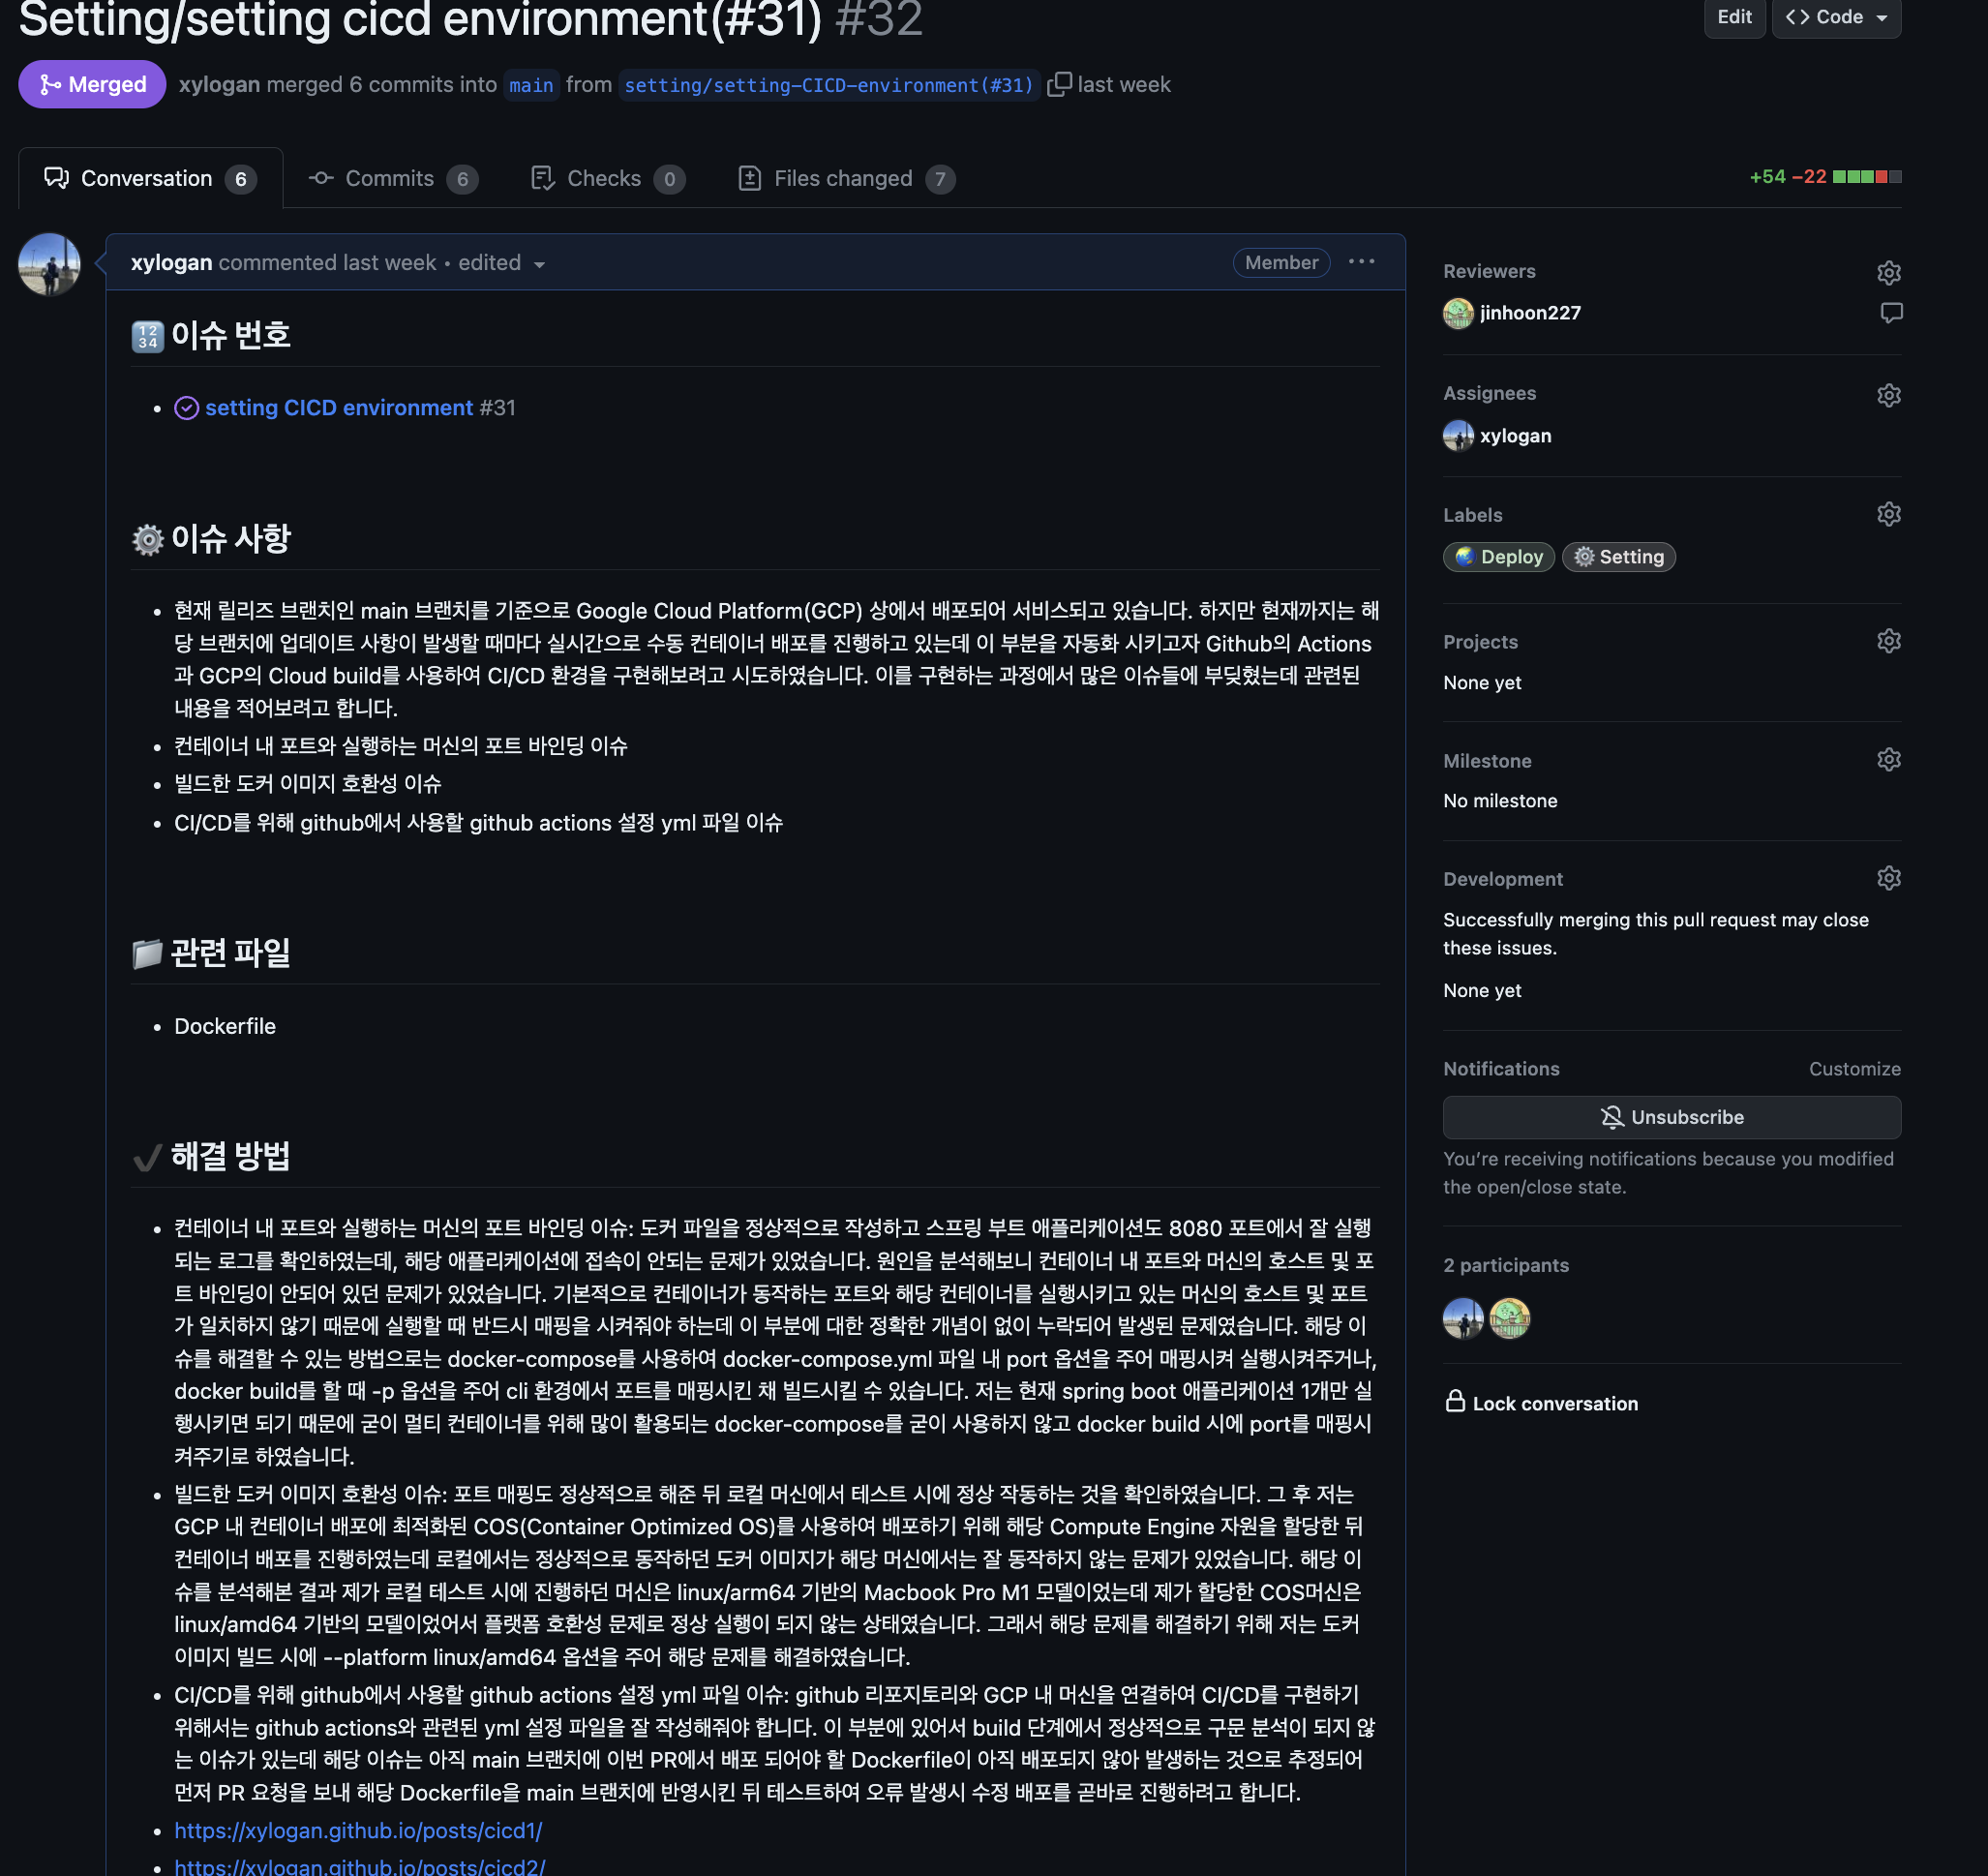 Setting/setting cicd environment(#31) #32
Edit
Code
Merged
xylogan merged 6 commits into main from setting/setting-CICD-environment(#31) last week
Conversation 6
Commits 6
Checks 0
Files changed 7
+54 −22
xylogan commented last week • edited
Member
이슈 번호
setting CICD environment #31
이슈 사항
현재 릴리즈 브랜치인 main 브랜치를 기준으로 Google Cloud Platform(GCP) 상에서 배포되어 서비스되고 있습니다. 하지만 현재까지는 해
당 브랜치에 업데이트 사항이 발생할 때마다 실시간으로 수동 컨테이너 배포를 진행하고 있는데 이 부분을 자동화 시키고자 Github의 Actions
과 GCP의 Cloud build를 사용하여 CI/CD 환경을 구현해보려고 시도하였습니다. 이를 구현하는 과정에서 많은 이슈들에 부딪혔는데 관련된
내용을 적어보려고 합니다.
컨테이너 내 포트와 실행하는 머신의 포트 바인딩 이슈
빌드한 도커 이미지 호환성 이슈
CI/CD를 위해 github에서 사용할 github actions 설정 yml 파일 이슈
관련 파일
Dockerfile
해결 방법
컨테이너 내 포트와 실행하는 머신의 포트 바인딩 이슈: 도커 파일을 정상적으로 작성하고 스프링 부트 애플리케이션도 8080 포트에서 잘 실행
되는 로그를 확인하였는데, 해당 애플리케이션에 접속이 안되는 문제가 있었습니다. 원인을 분석해보니 컨테이너 내 포트와 머신의 호스트 및 포
트 바인딩이 안되어 있던 문제가 있었습니다. 기본적으로 컨테이너가 동작하는 포트와 해당 컨테이너를 실행시키고 있는 머신의 호스트 및 포트
가 일치하지 않기 때문에 실행할 때 반드시 매핑을 시켜줘야 하는데 이 부분에 대한 정확한 개념이 없이 누락되어 발생된 문제였습니다. 해당 이
슈를 해결할 수 있는 방법으로는 docker-compose를 사용하여 docker-compose.yml 파일 내 port 옵션을 주어 매핑시켜 실행시켜주거나,
docker build를 할 때 -p 옵션을 주어 cli 환경에서 포트를 매핑시킨 채 빌드시킬 수 있습니다. 저는 현재 spring boot 애플리케이션 1개만 실
행시키면 되기 때문에 굳이 멀티 컨테이너를 위해 많이 활용되는 docker-compose를 굳이 사용하지 않고 docker build 시에 port를 매핑시
켜주기로 하였습니다.
빌드한 도커 이미지 호환성 이슈: 포트 매핑도 정상적으로 해준 뒤 로컬 머신에서 테스트 시에 정상 작동하는 것을 확인하였습니다. 그 후 저는
GCP 내 컨테이너 배포에 최적화된 COS(Container Optimized OS)를 사용하여 배포하기 위해 해당 Compute Engine 자원을 할당한 뒤
컨테이너 배포를 진행하였는데 로컬에서는 정상적으로 동작하던 도커 이미지가 해당 머신에서는 잘 동작하지 않는 문제가 있었습니다. 해당 이
슈를 분석해본 결과 제가 로컬 테스트 시에 진행하던 머신은 linux/arm64 기반의 Macbook Pro M1 모델이었는데 제가 할당한 COS머신은
linux/amd64 기반의 모델이었어서 플랫폼 호환성 문제로 정상 실행이 되지 않는 상태였습니다. 그래서 해당 문제를 해결하기 위해 저는 도커
이미지 빌드 시에 --platform linux/amd64 옵션을 주어 해당 문제를 해결하였습니다.
CI/CD를 위해 github에서 사용할 github actions 설정 yml 파일 이슈: github 리포지토리와 GCP 내 머신을 연결하여 CI/CD를 구현하기
위해서는 github actions와 관련된 yml 설정 파일을 잘 작성해줘야 합니다. 이 부분에 있어서 build 단계에서 정상적으로 구문 분석이 되지 않
는 이슈가 있는데 해당 이슈는 아직 main 브랜치에 이번 PR에서 배포 되어야 할 Dockerfile이 아직 배포되지 않아 발생하는 것으로 추정되어
먼저 PR 요청을 보내 해당 Dockerfile을 main 브랜치에 반영시킨 뒤 테스트하여 오류 발생시 수정 배포를 곧바로 진행하려고 합니다.
https://xylogan.github.io/posts/cicd1/
https://xylogan.github.io/posts/cicd2/
Reviewers
jinhoon227
Assignees
xylogan
Labels
Deploy
Setting
Projects
None yet
Milestone
No milestone
Development
Successfully merging this pull request may close
these issues.
None yet
Notifications
Customize
Unsubscribe
You're receiving notifications because you modified
the open/close state.
2 participants
Lock conversation